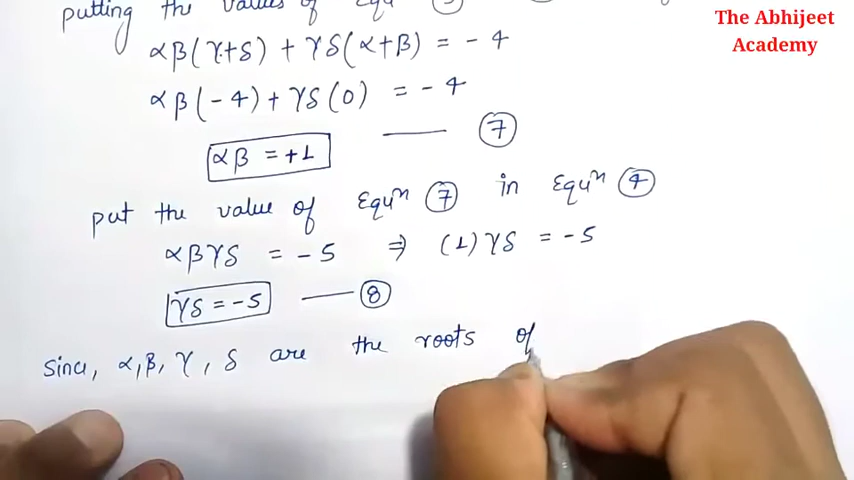 putting the values of Equⁿ
αβ(γ+δ) + γδ(α+β) = -4
αβ(-4) + γδ(0) = -4
αβ = +1 —— ⑦
put the value of Equⁿ ⑦ in Equⁿ ④
αβγδ = -5 ⇒ (1)γδ = -5
γδ = -5 —— ⑧
Since, α,β, γ, δ are the roots of
The Abhijeet
Academy